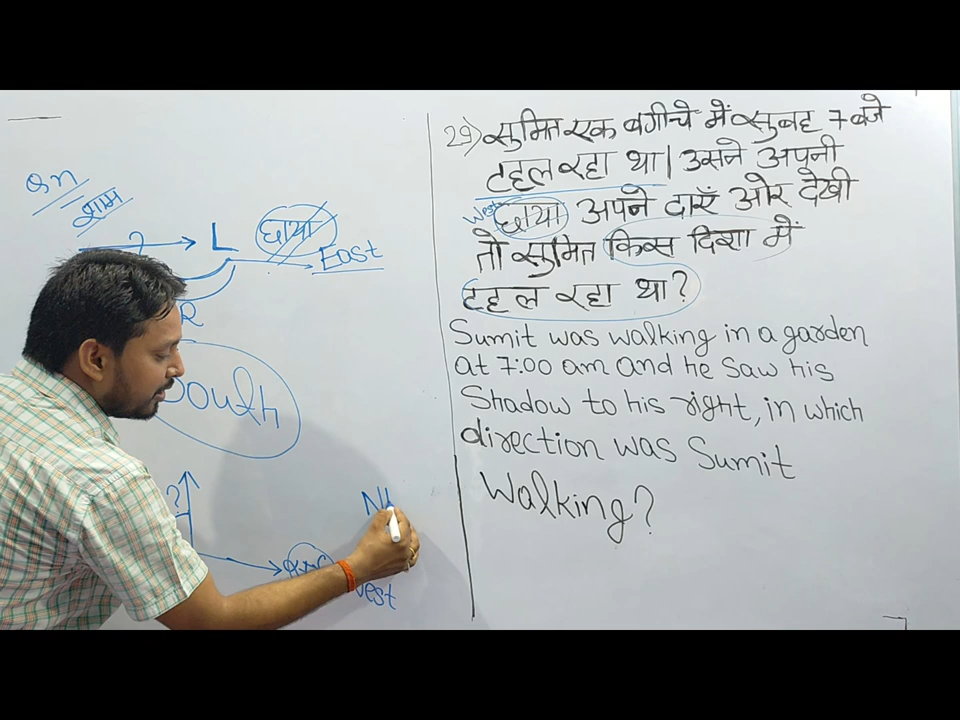 on
शाम
?
L
छाया
East
R
South
?
छाया
west
N
29) सुमित एक बगीचे में सुबह 7 बजे
टहल रहा था| उसने अपनी
West
छाया अपने दाएँ ओर देखी
तो सुमित किस दिशा में
टहल रहा था?
Sumit was walking in a garden
at 7:00 am and he saw his
Shadow to his right, in which
direction was Sumit
Walking?